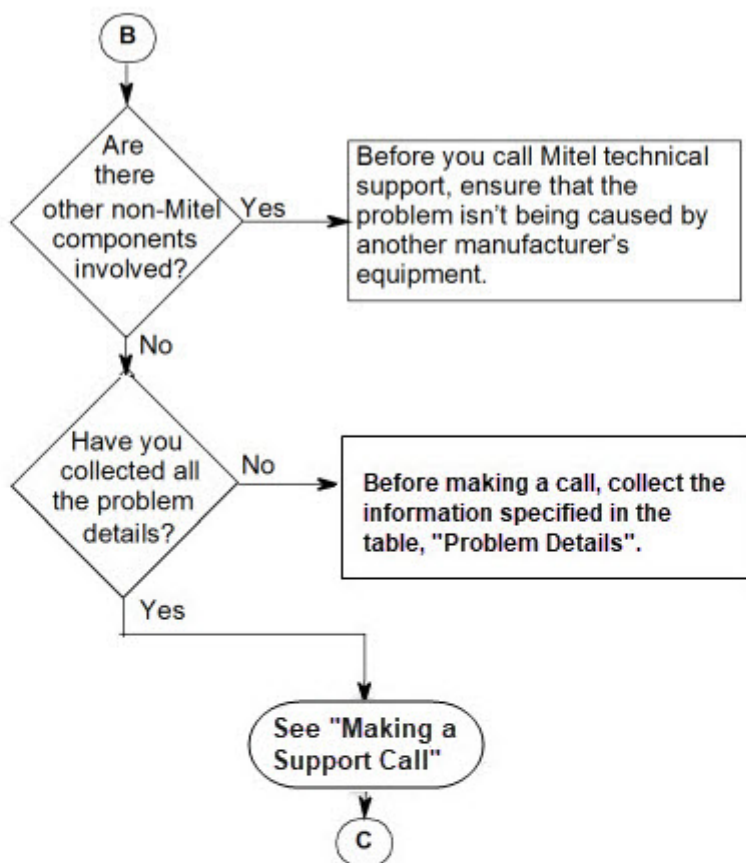 B
Are
there
other non-Mitel
components
involved?
Yes
Before you call Mitel technical
support, ensure that the
problem isn't being caused by
another manufacturer's
equipment.
No
Have you
collected all
the problem
details?
No
Before making a call, collect the
information specified in the
table, "Problem Details".
Yes
See "Making a
Support Call"
C